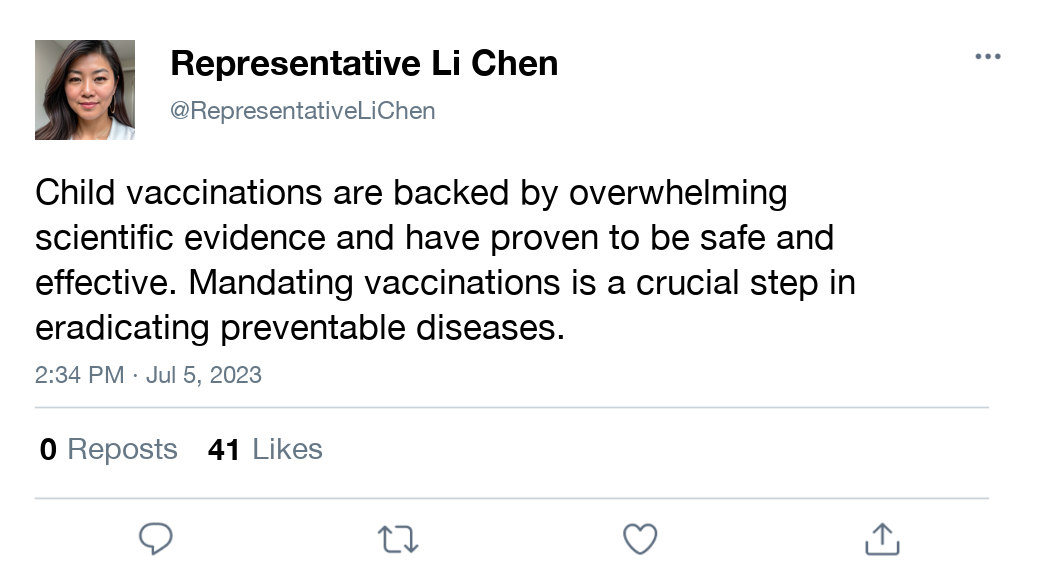 Representative Li Chen
@RepresentativeLiChen
Child vaccinations are backed by overwhelming
scientific evidence and have proven to be safe and
effective. Mandating vaccinations is a crucial step in
eradicating preventable diseases.
2:34 PM · Jul 5, 2023
0 Reposts 41 Likes